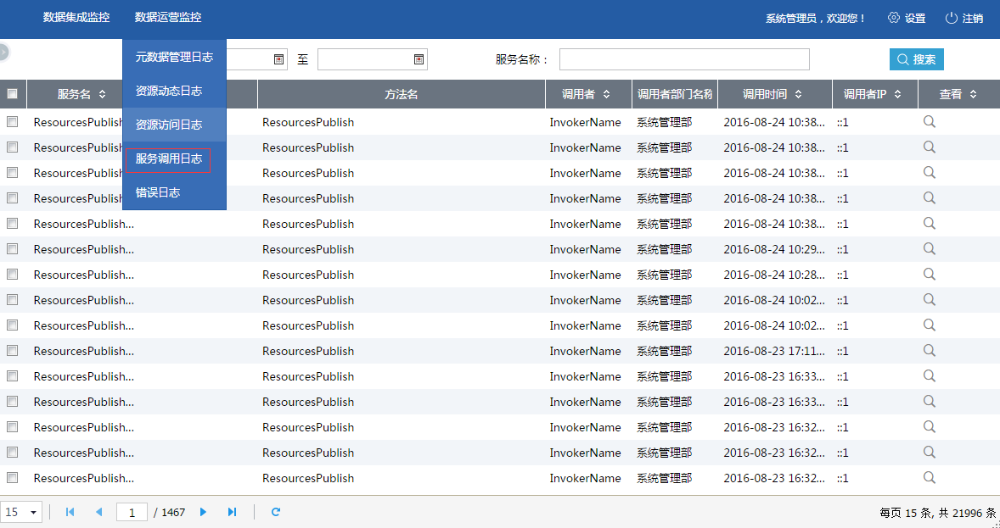 数据集成监控 数据运营监控 系统管理员，欢迎您！ 设置 注销
元数据管理日志
资源动态日志
资源访问日志
服务调用日志
错误日志
至 服务名称： 搜索
服务名 方法名 调用者 调用者部门名称 调用时间 调用者IP 查看
ResourcesPublish ResourcesPublish InvokerName 系统管理部 2016-08-24 10:38... ::1
ResourcesPublish ResourcesPublish InvokerName 系统管理部 2016-08-24 10:38... ::1
ResourcesPublish ResourcesPublish InvokerName 系统管理部 2016-08-24 10:38... ::1
ResourcesPublish ResourcesPublish InvokerName 系统管理部 2016-08-24 10:38... ::1
ResourcesPublish... ResourcesPublish InvokerName 系统管理部 2016-08-24 10:38... ::1
ResourcesPublish... ResourcesPublish InvokerName 系统管理部 2016-08-24 10:29... ::1
ResourcesPublish... ResourcesPublish InvokerName 系统管理部 2016-08-24 10:28... ::1
ResourcesPublish... ResourcesPublish InvokerName 系统管理部 2016-08-24 10:02... ::1
ResourcesPublish... ResourcesPublish InvokerName 系统管理部 2016-08-24 10:02... ::1
ResourcesPublish... ResourcesPublish InvokerName 系统管理部 2016-08-23 17:11... ::1
ResourcesPublish... ResourcesPublish InvokerName 系统管理部 2016-08-23 16:33... ::1
ResourcesPublish... ResourcesPublish InvokerName 系统管理部 2016-08-23 16:33... ::1
ResourcesPublish... ResourcesPublish InvokerName 系统管理部 2016-08-23 16:32... ::1
ResourcesPublish... ResourcesPublish InvokerName 系统管理部 2016-08-23 16:32... ::1
ResourcesPublish... ResourcesPublish InvokerName 系统管理部 2016-08-23 16:32... ::1
15 1 / 1467 每页 15 条, 共 21996 条